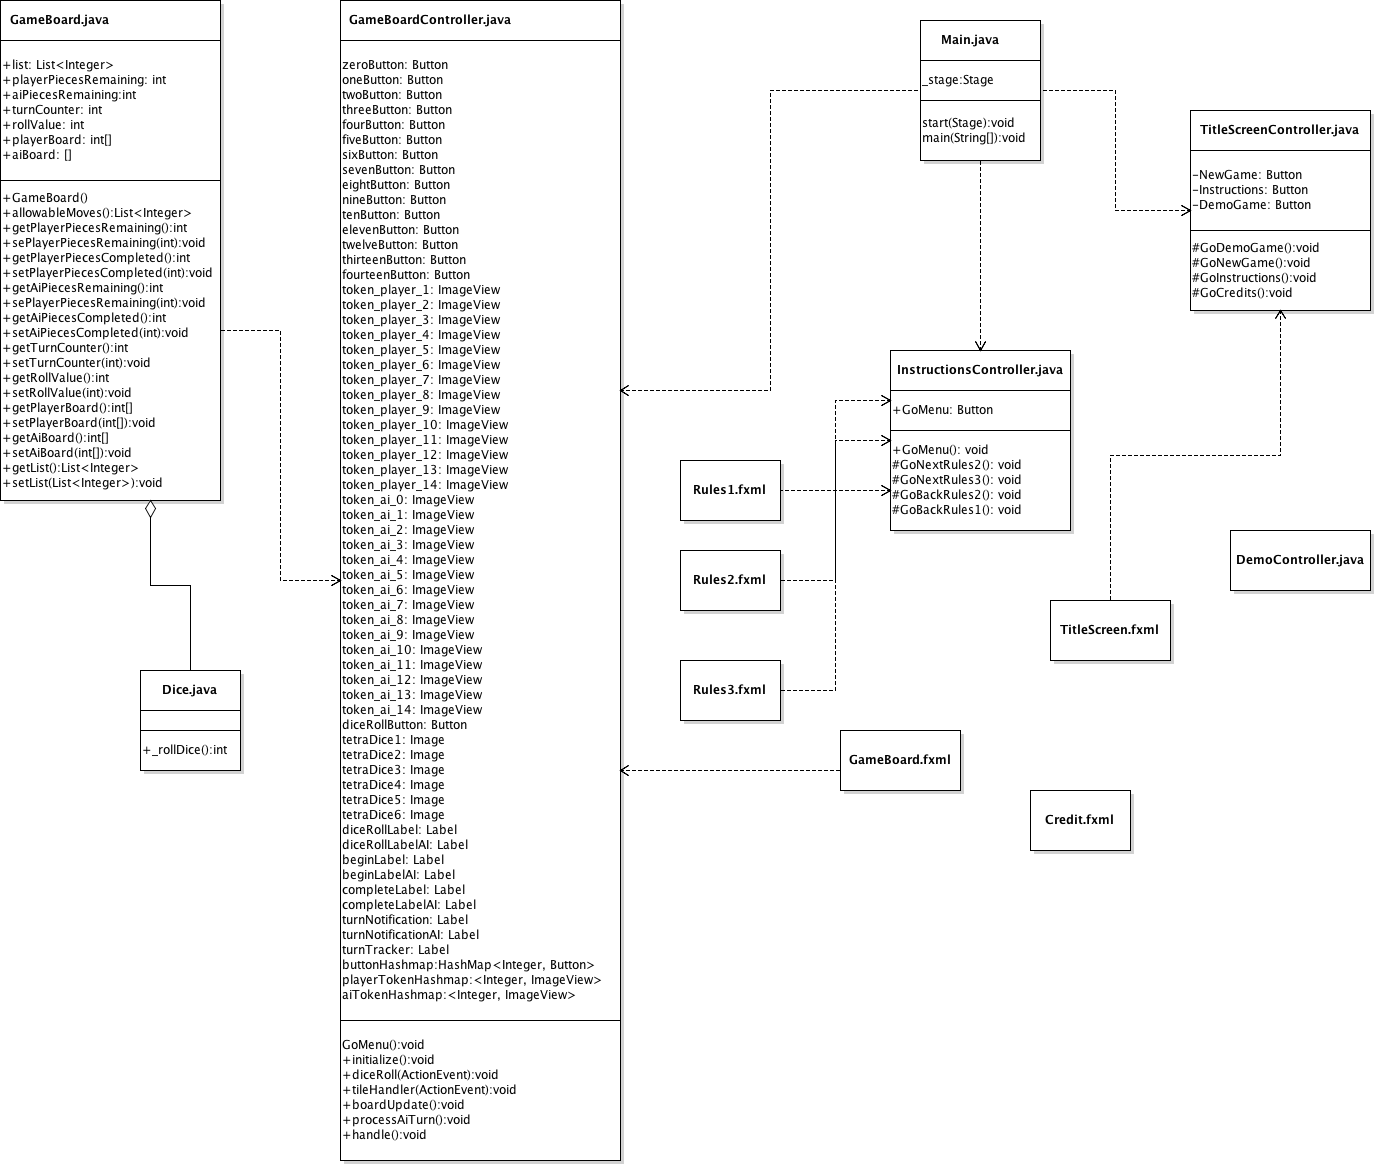 GameBoard.java
+list: List<Integer>
+playerPiecesRemaining: int
+aiPiecesRemaining:int
+turnCounter: int
+rollValue: int
+playerBoard: int[]
+aiBoard: []
+GameBoard()
+allowableMoves():List<Integer>
+getPlayerPiecesRemaining():int
+sePlayerPiecesRemaining(int):void
+getPlayerPiecesCompleted():int
+setPlayerPiecesCompleted(int):void
+getAiPiecesRemaining():int
+sePlayerPiecesRemaining(int):void
+getAiPiecesCompleted():int
+setAiPiecesCompleted(int):void
+getTurnCounter():int
+setTurnCounter(int):void
+getRollValue():int
+setRollValue(int):void
+getPlayerBoard():int[]
+setPlayerBoard(int[]):void
+getAiBoard():int[]
+setAiBoard(int[]):void
+getList():List<Integer>
+setList(List<Integer>):void
Dice.java
+_rollDice():int
GameBoardController.java
zeroButton: Button
oneButton: Button
twoButton: Button
threeButton: Button
fourButton: Button
fiveButton: Button
sixButton: Button
sevenButton: Button
eightButton: Button
nineButton: Button
tenButton: Button
elevenButton: Button
twelveButton: Button
thirteenButton: Button
fourteenButton: Button
token_player_1: ImageView
token_player_2: ImageView
token_player_3: ImageView
token_player_4: ImageView
token_player_5: ImageView
token_player_6: ImageView
token_player_7: ImageView
token_player_8: ImageView
token_player_9: ImageView
token_player_10: ImageView
token_player_11: ImageView
token_player_12: ImageView
token_player_13: ImageView
token_player_14: ImageView
token_ai_0: ImageView
token_ai_1: ImageView
token_ai_2: ImageView
token_ai_3: ImageView
token_ai_4: ImageView
token_ai_5: ImageView
token_ai_6: ImageView
token_ai_7: ImageView
token_ai_8: ImageView
token_ai_9: ImageView
token_ai_10: ImageView
token_ai_11: ImageView
token_ai_12: ImageView
token_ai_13: ImageView
token_ai_14: ImageView
diceRollButton: Button
tetraDice1: Image
tetraDice2: Image
tetraDice3: Image
tetraDice4: Image
tetraDice5: Image
tetraDice6: Image
diceRollLabel: Label
diceRollLabelAI: Label
beginLabel: Label
beginLabelAI: Label
completeLabel: Label
completeLabelAI: Label
turnNotification: Label
turnNotificationAI: Label
turnTracker: Label
buttonHashmap:HashMap<Integer, Button>
playerTokenHashmap:<Integer, ImageView>
aiTokenHashmap:<Integer, ImageView>
GoMenu():void
+initialize():void
+diceRoll(ActionEvent):void
+tileHandler(ActionEvent):void
+boardUpdate():void
+processAiTurn():void
+handle():void
Main.java
_stage:Stage
start(Stage):void
main(String[]):void
TitleScreenController.java
-NewGame: Button
-Instructions: Button
-DemoGame: Button
#GoDemoGame():void
#GoNewGame():void
#GoInstructions():void
#GoCredits():void
InstructionsController.java
+GoMenu: Button
+GoMenu(): void
#GoNextRules2(): void
#GoNextRules3(): void
#GoBackRules2(): void
#GoBackRules1(): void
Rules1.fxml
Rules2.fxml
Rules3.fxml
DemoController.java
TitleScreen.fxml
GameBoard.fxml
Credit.fxml